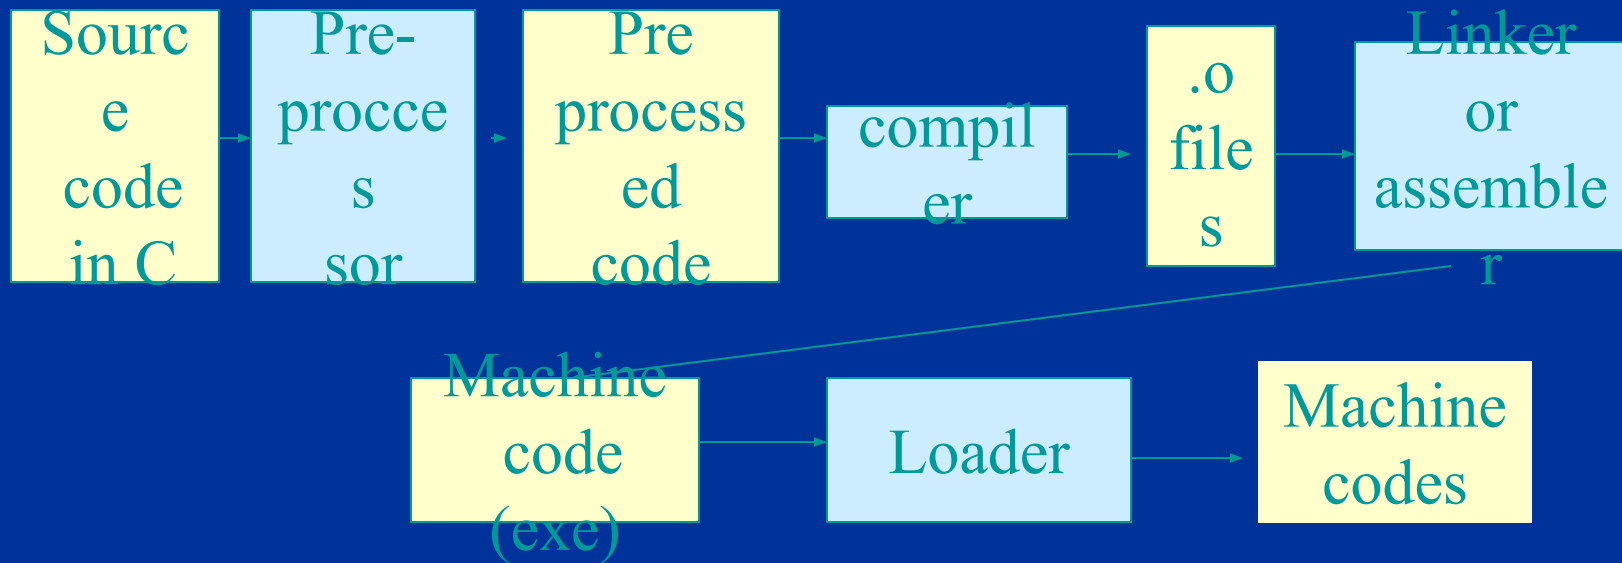 Sourc
e
code
in C
Pre-
procce
s
sor
Pre
process
ed
code
compil
er
.o
file
s
Linker
or
assemble
r
Machine
code
(exe)
Loader
Machine
codes